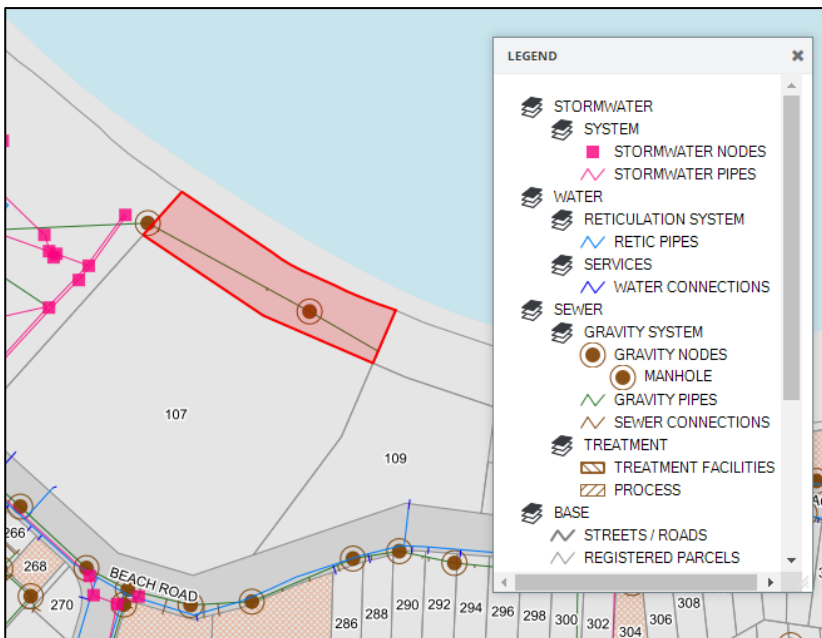 LEGEND
STORMWATER
SYSTEM
STORMWATER NODES
STORMWATER PIPES
WATER
RETICULATION SYSTEM
RETIC PIPES
SERVICES
WATER CONNECTIONS
SEWER
GRAVITY SYSTEM
GRAVITY NODES
MANHOLE
GRAVITY PIPES
SEWER CONNECTIONS
TREATMENT
TREATMENT FACILITIES
PROCESS
BASE
STREETS / ROADS
REGISTERED PARCELS
107
109
266
268
270
BEACH ROAD
286
288
290
292
294
296
298
300
302
304
306
308